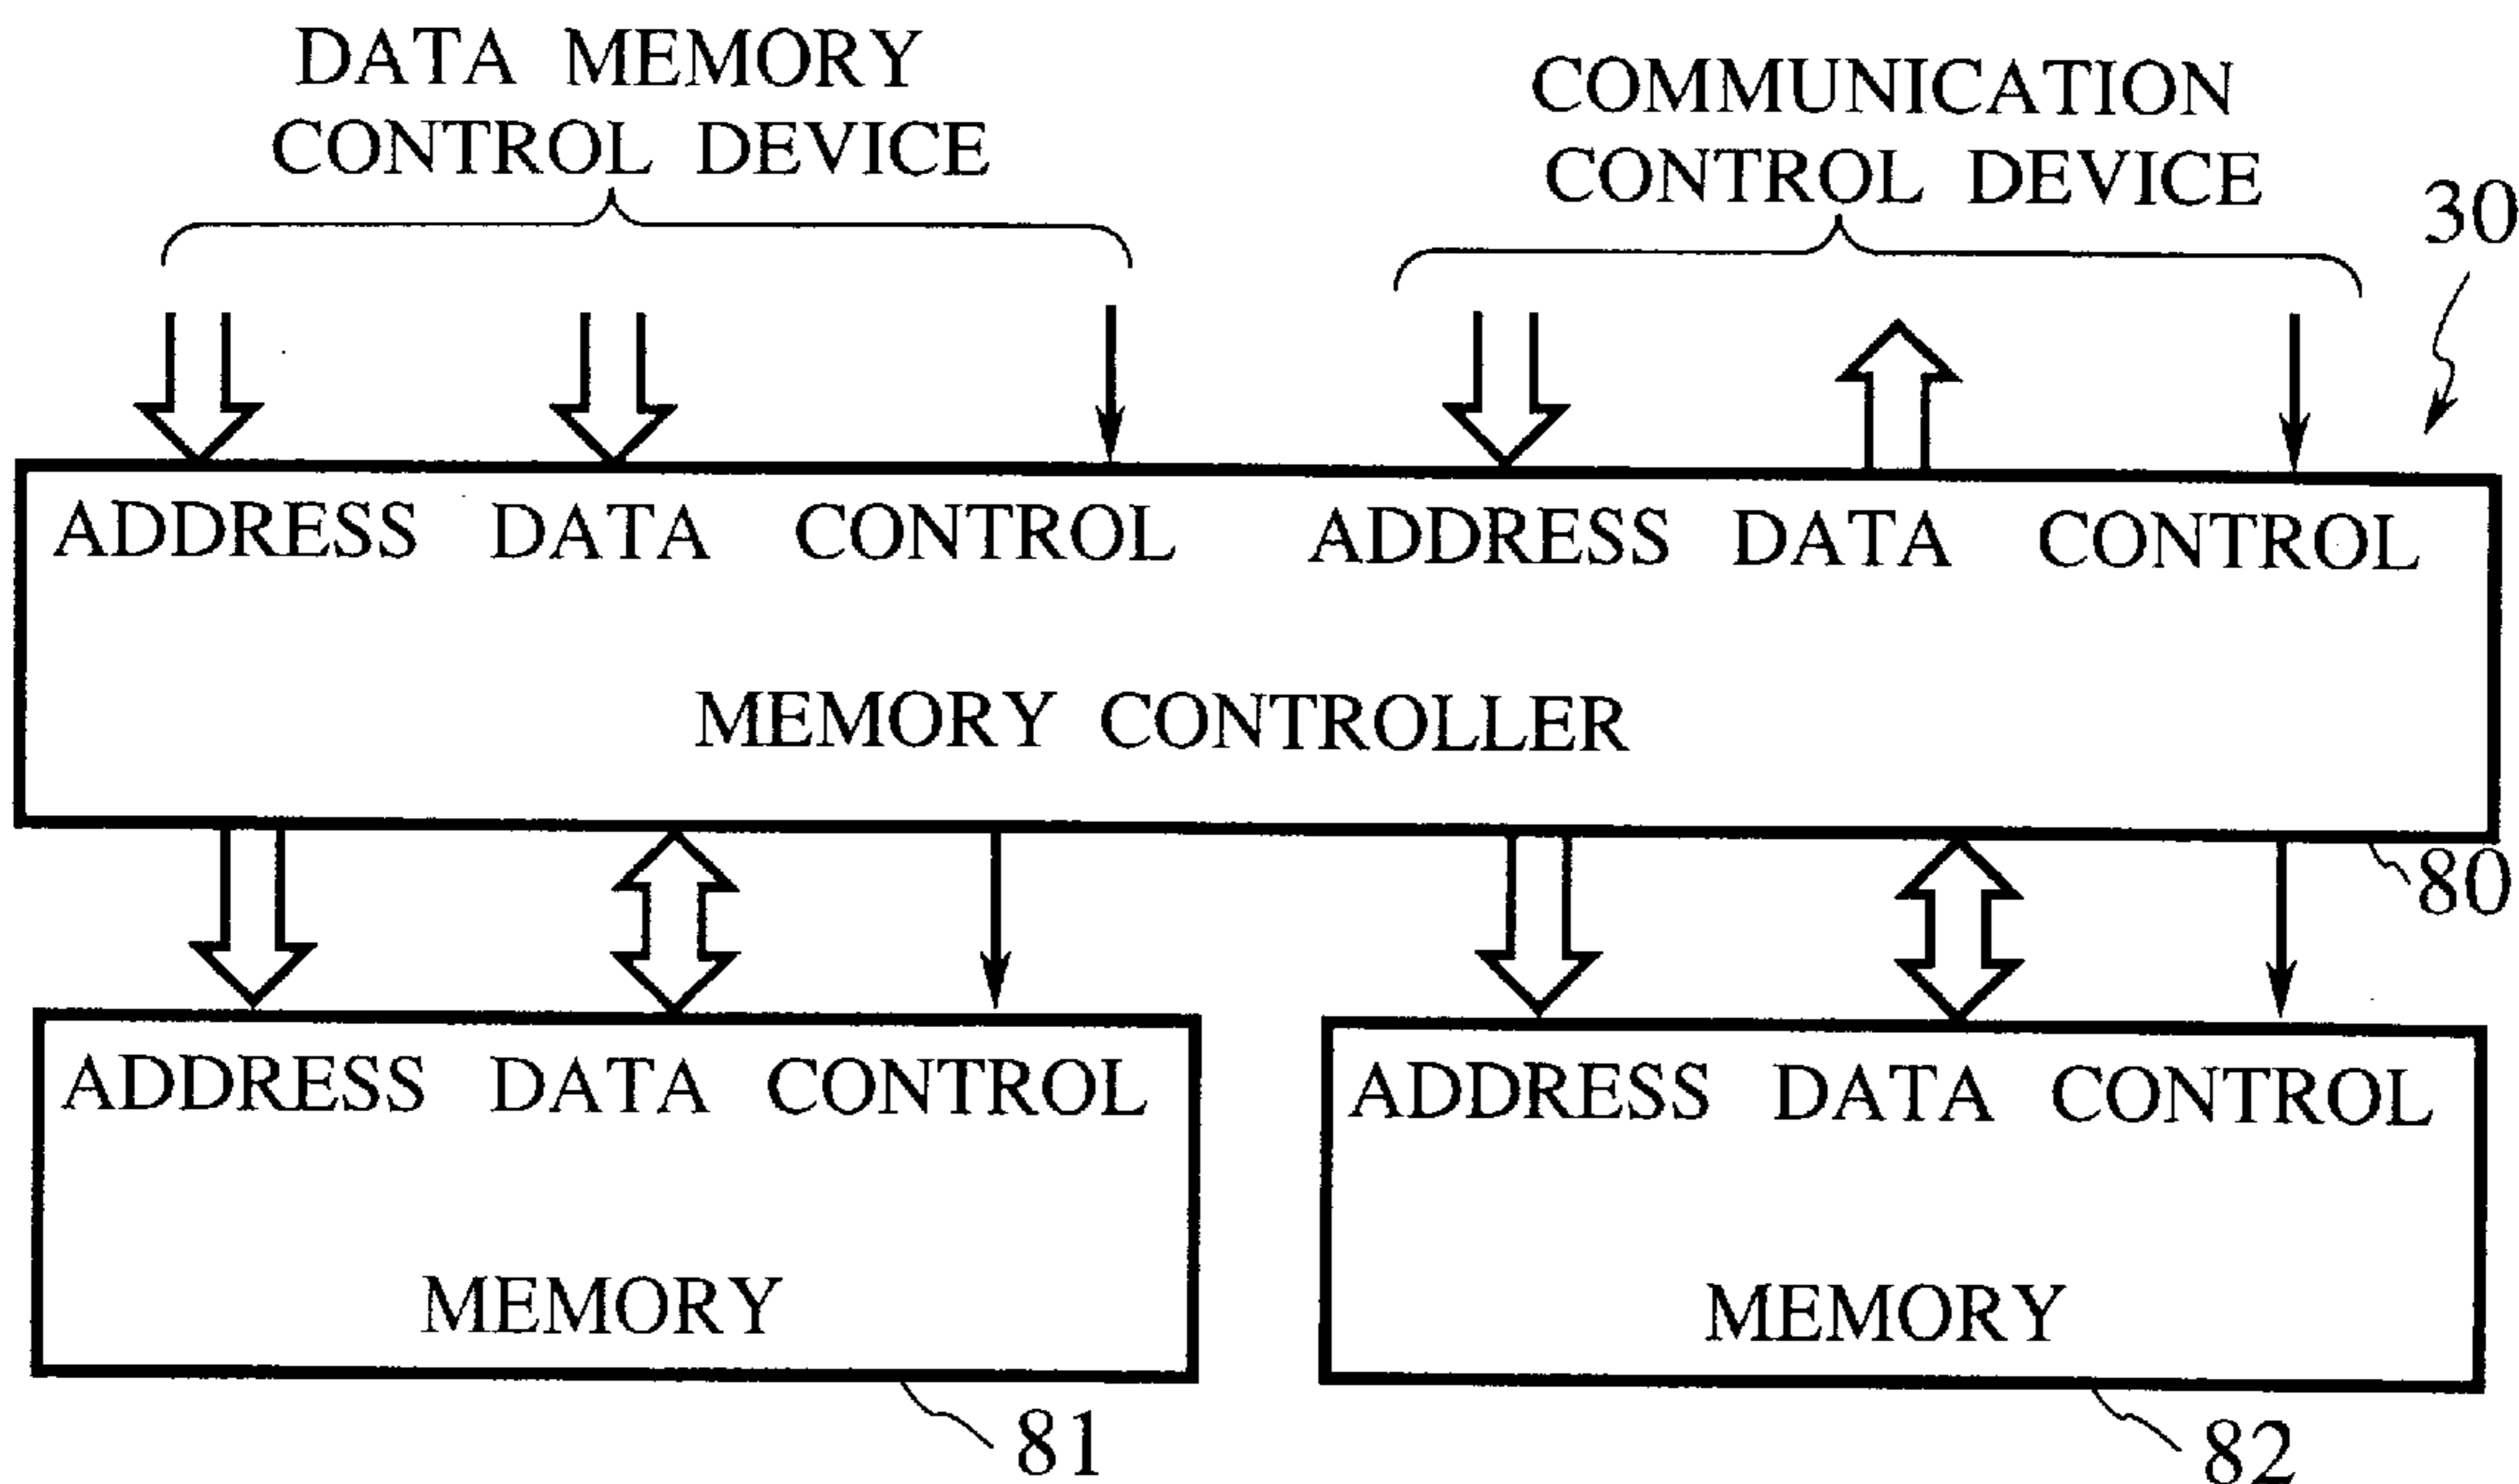 DATA MEMORY
CONTROL DEVICE
COMMUNICATION
CONTROL DEVICE
30
ADDRESS DATA CONTROL ADDRESS DATA CONTROL
MEMORY CONTROLLER
80
ADDRESS DATA CONTROL
MEMORY
81
ADDRESS DATA CONTROL
MEMORY
82